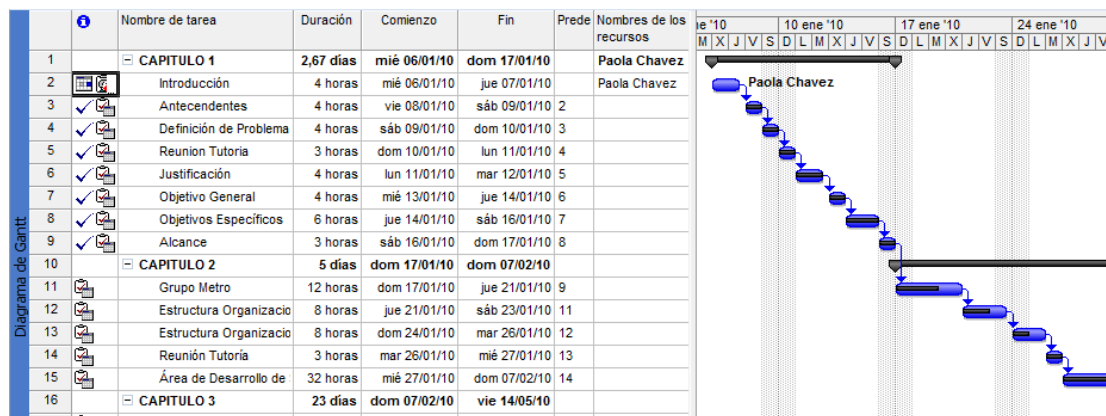 Nombre de tarea Duración Comienzo Fin Prede Nombres de los recursos
ne '10 10 ene '10 17 ene '10 24 ene '10
M X J V S D L M X J V S D L M X J V S D L M X J V
1 CAPITULO 1 2,67 días mié 06/01/10 dom 17/01/10 Paola Chavez
2 Introducción 4 horas mié 06/01/10 jue 07/01/10 Paola Chavez Paola Chavez
3 Antecendentes 4 horas vie 08/01/10 sáb 09/01/10 2
4 Definición de Problema 4 horas sáb 09/01/10 dom 10/01/10 3
5 Reunion Tutoria 3 horas dom 10/01/10 lun 11/01/10 4
6 Justificación 4 horas lun 11/01/10 mar 12/01/10 5
7 Objetivo General 4 horas mié 13/01/10 jue 14/01/10 6
8 Objetivos Específicos 6 horas jue 14/01/10 sáb 16/01/10 7
9 Alcance 3 horas sáb 16/01/10 dom 17/01/10 8
10 CAPITULO 2 5 días dom 17/01/10 dom 07/02/10
11 Grupo Metro 12 horas dom 17/01/10 jue 21/01/10 9
12 Estructura Organizacio 8 horas jue 21/01/10 sáb 23/01/10 11
13 Estructura Organizacio 8 horas dom 24/01/10 mar 26/01/10 12
14 Reunión Tutoría 3 horas mar 26/01/10 mié 27/01/10 13
15 Área de Desarrollo de 32 horas mié 27/01/10 dom 07/02/10 14
16 CAPITULO 3 23 días dom 07/02/10 vie 14/05/10
Diagrama de Gantt